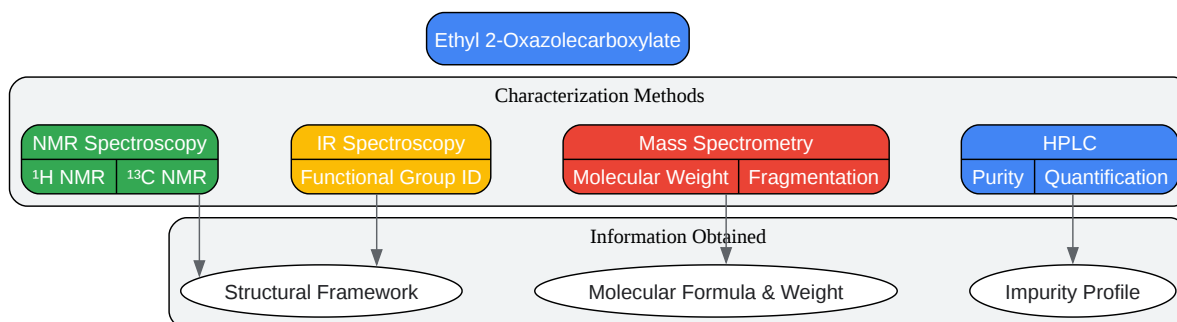 Ethyl 2-Oxazolecarboxylate
Characterization Methods
NMR Spectroscopy
¹H NMR
¹³C NMR
IR Spectroscopy
Functional Group ID
Mass Spectrometry
Molecular Weight
Fragmentation
HPLC
Purity
Quantification
Information Obtained
Structural Framework
Molecular Formula & Weight
Impurity Profile